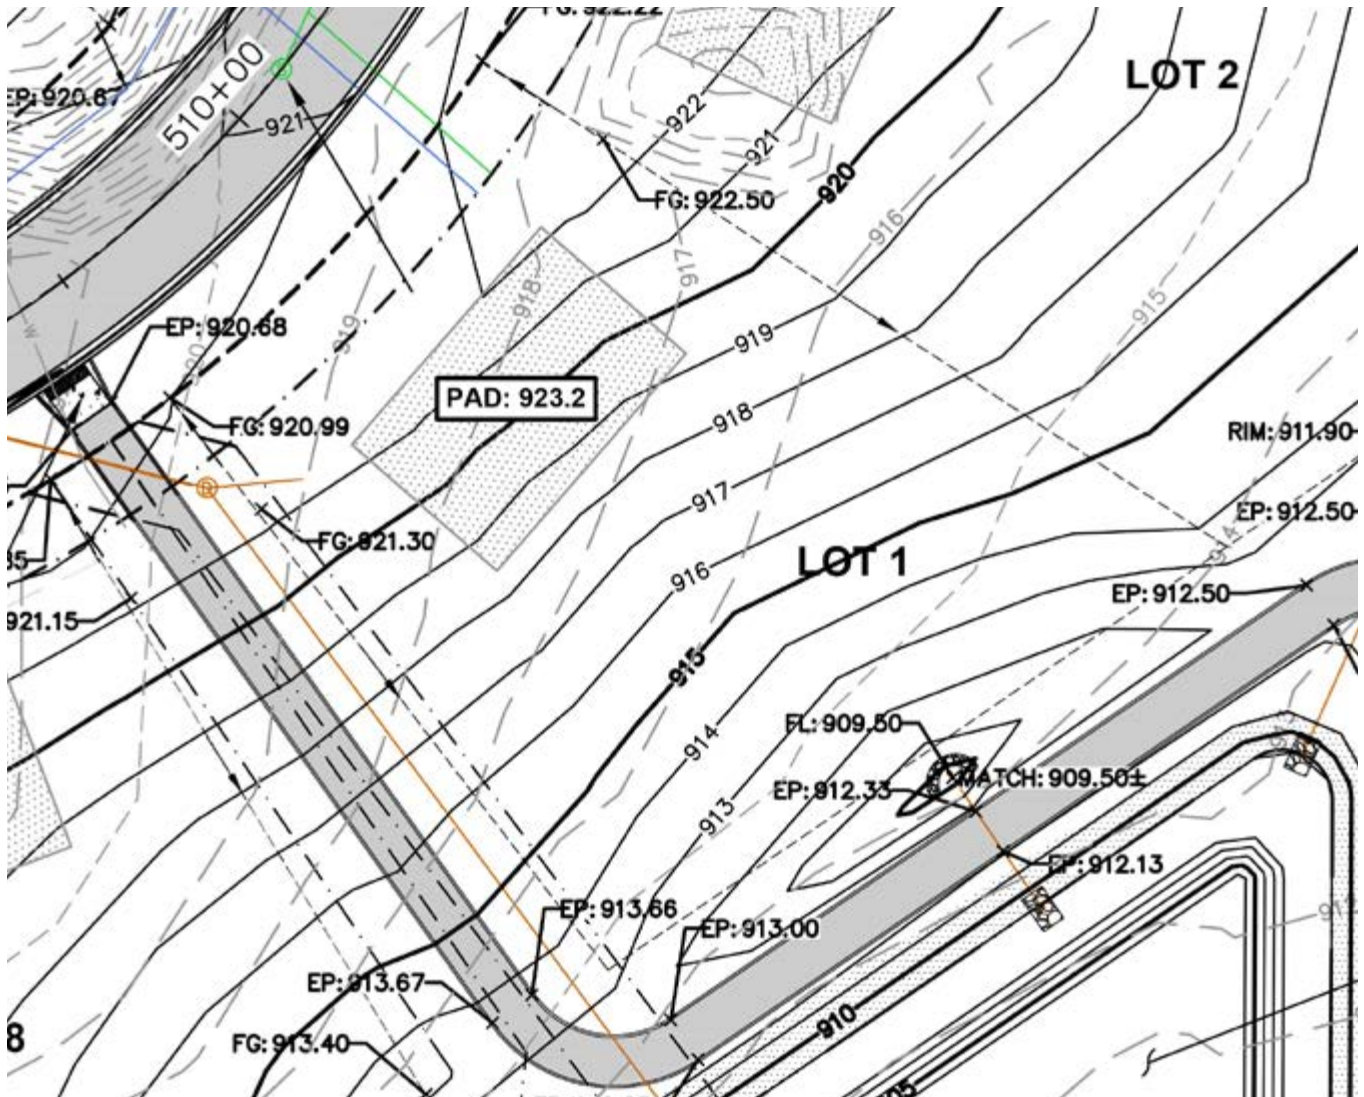 FG: 922.22
LOT 2
EP: 920.67
510+00
921
922
921
920
FG: 922.50
916
917
918
919
915
EP: 920.68
919
PAD: 923.2
918
FG: 920.99
RIM: 911.90
917
EP: 912.50
FG: 921.30
914
LOT 1
916
EP: 912.50
921.15
915
FL: 909.50
914
MATCH: 909.50±
EP: 912.33
913
EP: 912.13
EP: 913.66
EP: 913.00
EP: 913.67
910
8
FG: 913.40